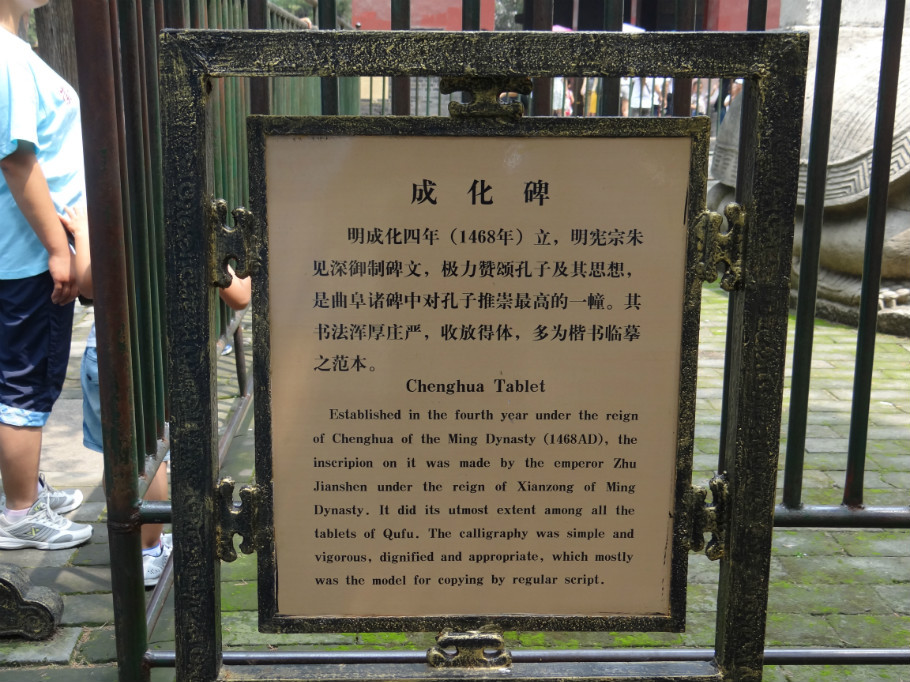 成化碑
明成化四年（1468年）立，明宪宗朱
见深御制碑文，极力赞颂孔子及其思想，
是曲阜诸碑中对孔子推崇最高的一幢。其
书法浑厚庄严，收放得体，多为楷书临摹
之范本。
Chenghua Tablet
Established in the fourth year under the reign
of Chenghua of the Ming Dynasty (1468AD), the
inscripion on it was made by the emperor Zhu
Jianshen under the reign of Xianzong of Ming
Dynasty. It did its utmost extent among all the
tablets of Qufu. The calligraphy was simple and
vigorous, dignified and appropriate, which mostly
was the model for copying by regular script.